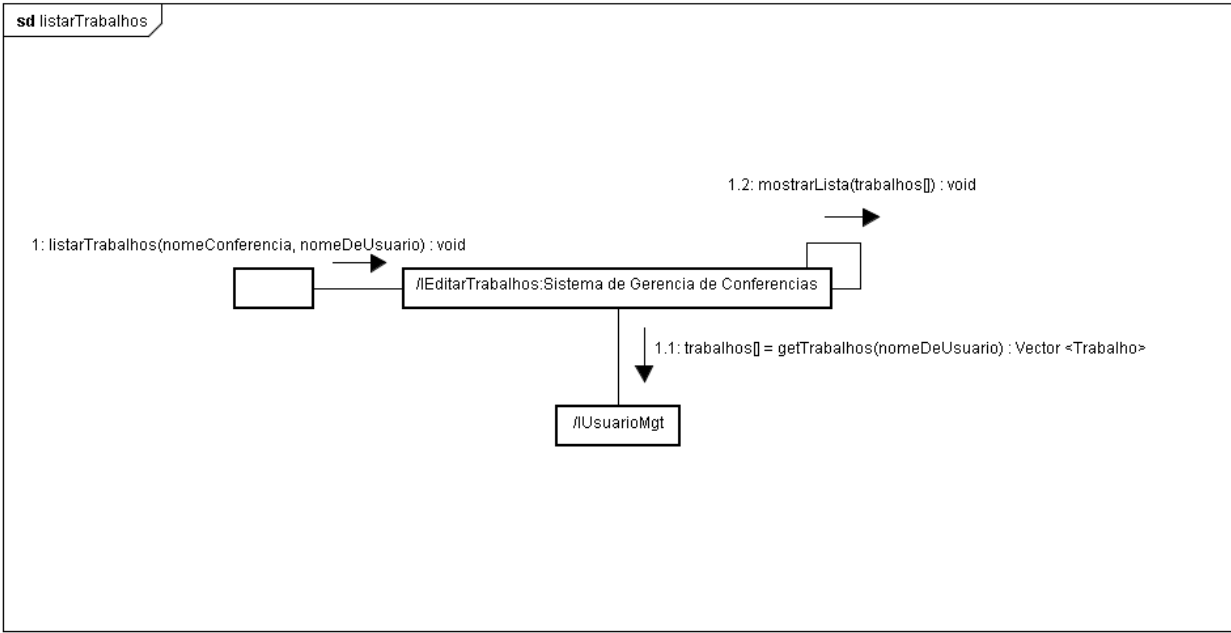 sd listarTrabalhos
1.2: mostrarLista(trabalhos[]) : void
1: listarTrabalhos(nomeConferencia, nomeDeUsuario) : void
/IEditarTrabalhos:Sistema de Gerencia de Conferencias
1.1: trabalhos[] = getTrabalhos(nomeDeUsuario) : Vector <Trabalho>
/IUsuarioMgt